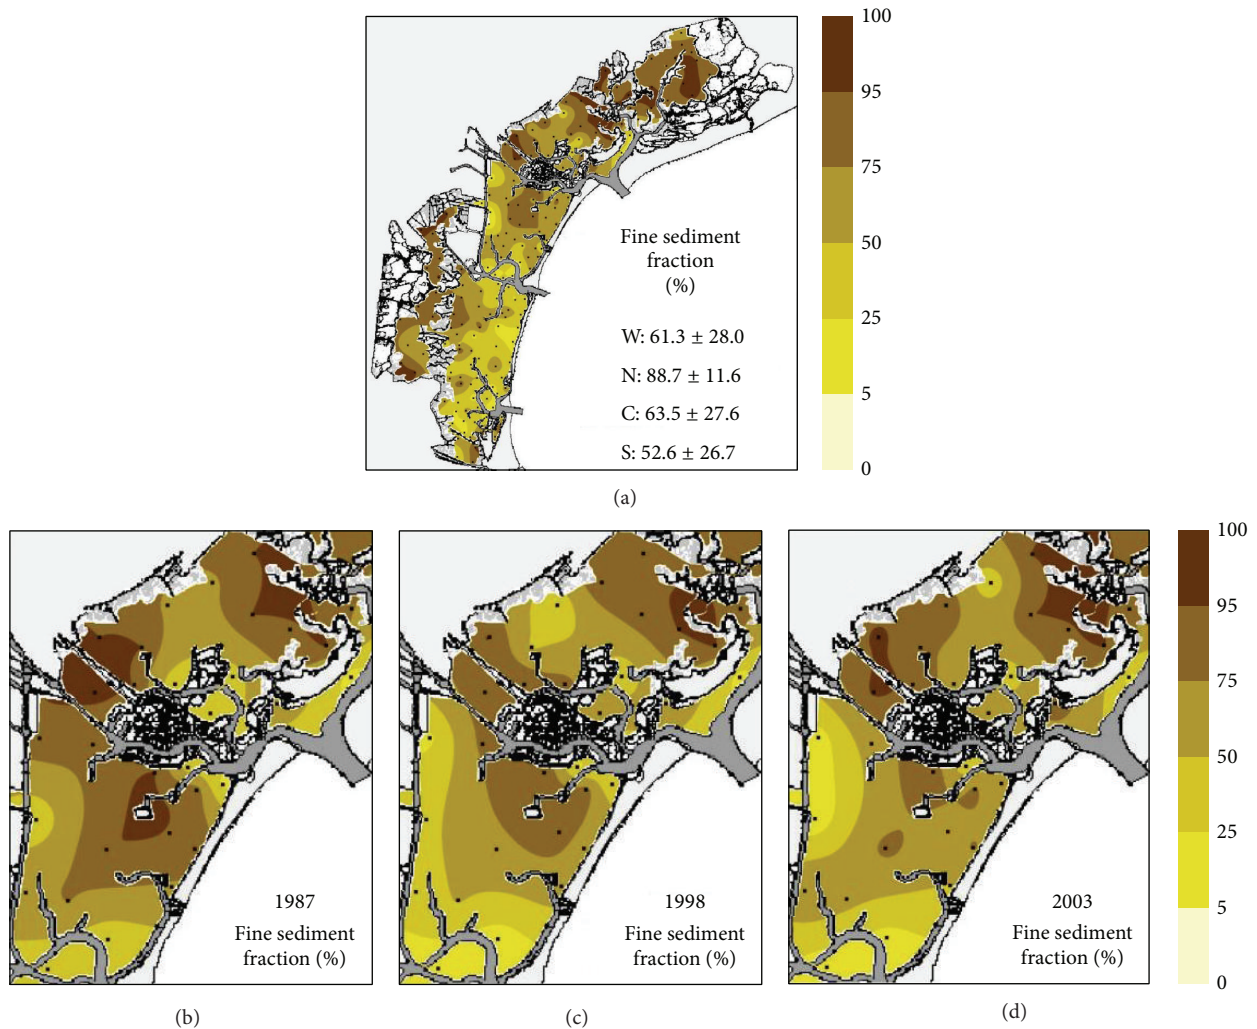 100
95
75
50
25
5
0
Fine sediment
fraction
(%)
W: 61.3 ± 28.0
N: 88.7 ± 11.6
C: 63.5 ± 27.6
S: 52.6 ± 26.7
(a)
1987
Fine sediment
fraction (%)
(b)
1998
Fine sediment
fraction (%)
(c)
2003
Fine sediment
fraction (%)
(d)
100
95
75
50
25
5
0